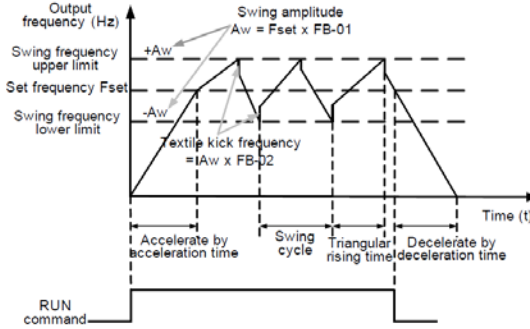 Output
frequency (Hz)
Swing amplitude
Aw = Fset x FB-01
+Aw
Swing frequency
upper limit
Set frequency Fset
-Aw
Swing frequency
lower limit
Textile kick frequency
= Aw x FB-02
Time (t)
Accelerate by
acceleration time
Swing
cycle
Triangular
rising time
Decelerate by
deceleration time
RUN
command